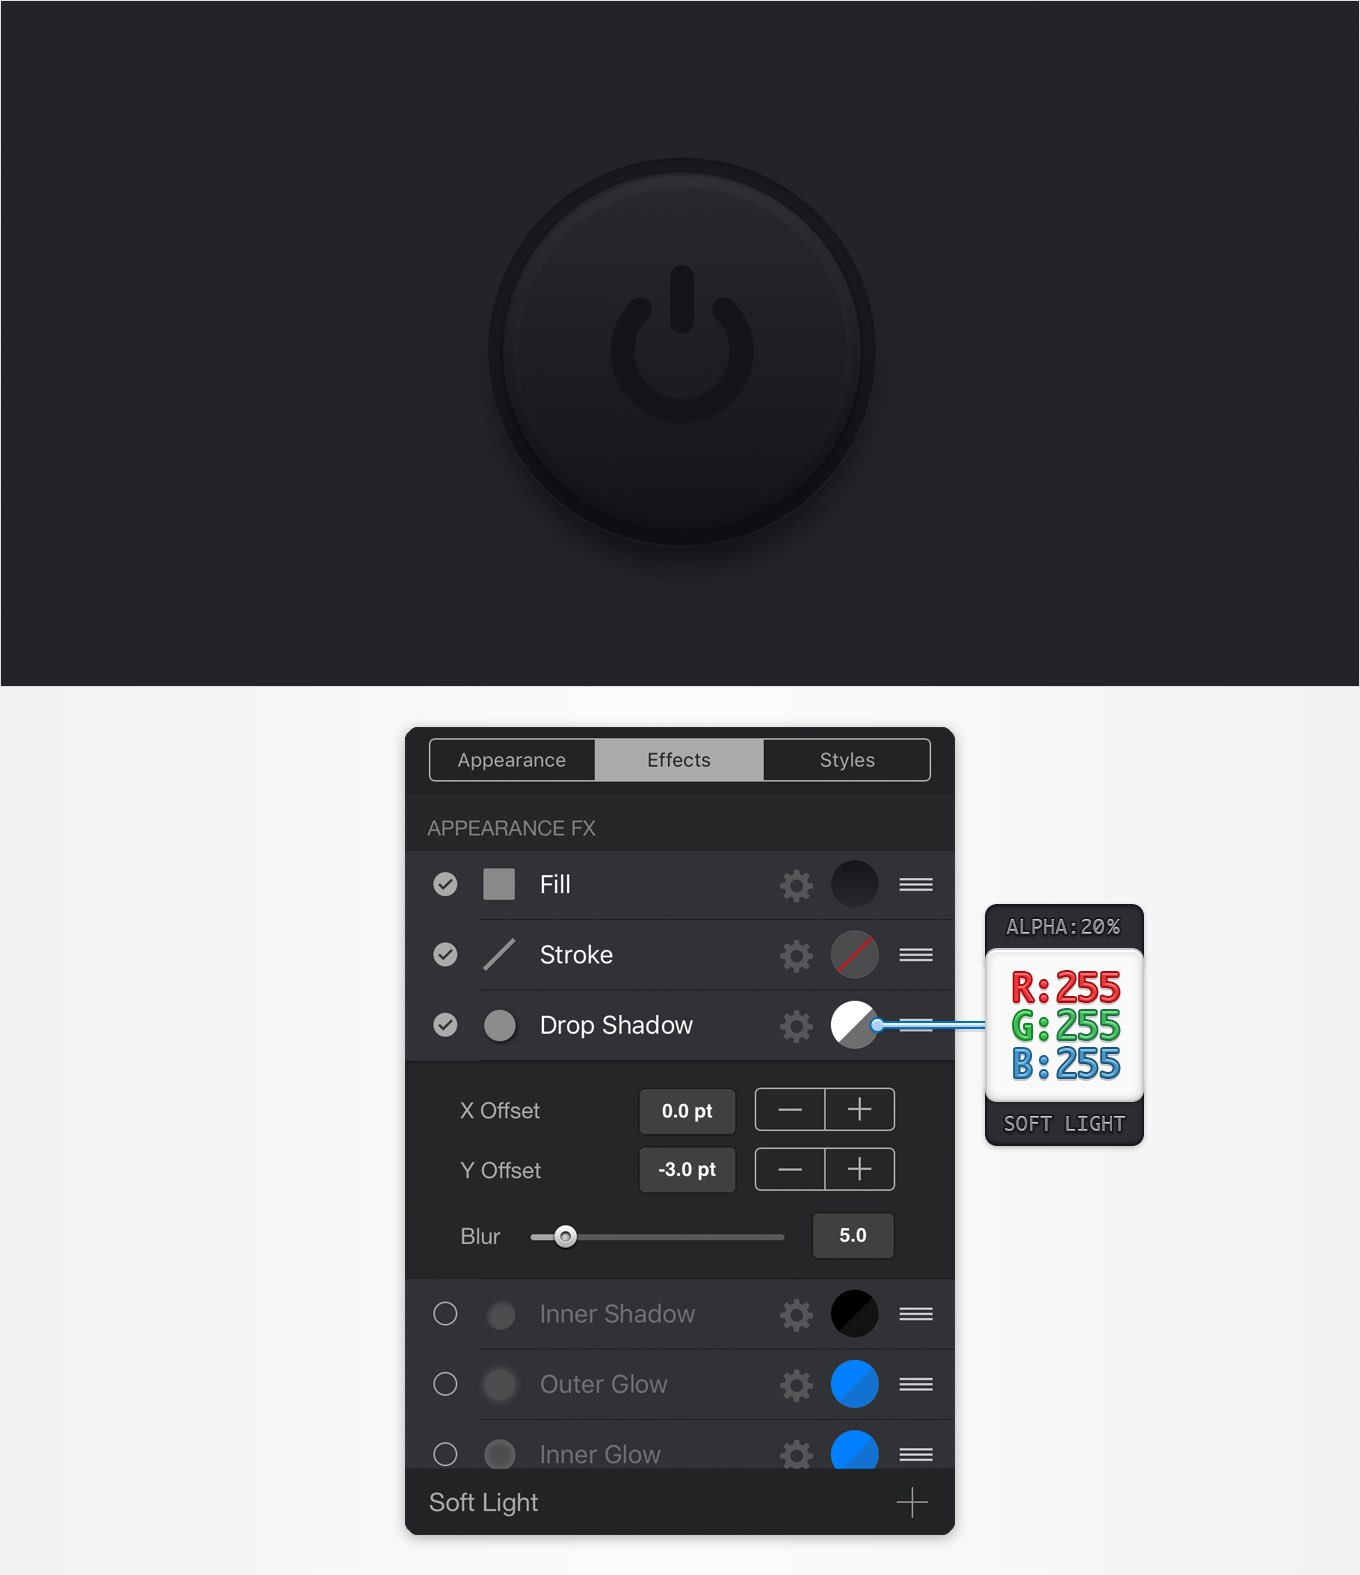 Appearance Effects Styles
APPEARANCE FX
Fill
Stroke
Drop Shadow
X Offset 0.0 pt
Y Offset -3.0 pt
Blur 5.0
Inner Shadow
Outer Glow
Inner Glow
Soft Light
ALPHA:20%
R:255
G:255
B:255
SOFT LIGHT